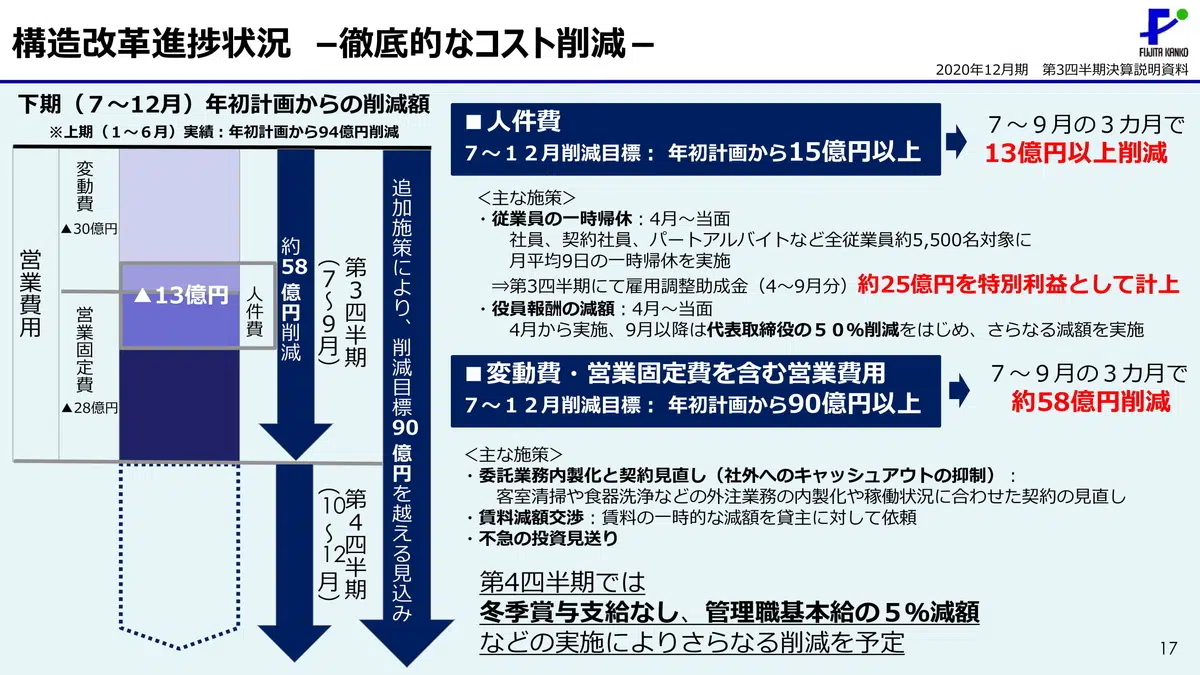 構造改革進捗状況 －徹底的なコスト削減－
FUJITA KANKO
2020年12月期 第3四半期決算説明資料
下期（７～12月）年初計画からの削減額
※上期（１～６月）実績：年初計画から94億円削減
営業費用
変動費
▲30億円
営業固定費
▲28億円
▲13億円
人件費
約58億円削減
第３四半期
（７～９月）
第４四半期
（10～12月）
追加施策により、削減目標90億円を越える見込み
■人件費
７～１２月削減目標： 年初計画から15億円以上
７～９月の３カ月で
13億円以上削減
＜主な施策＞
・従業員の一時帰休：4月～当面
社員、契約社員、パートアルバイトなど全従業員約5,500名対象に
月平均9日の一時帰休を実施
⇒第3四半期にて雇用調整助成金（4～9月分）約25億円を特別利益として計上
・役員報酬の減額：4月～当面
4月から実施、9月以降は代表取締役の５０％削減をはじめ、さらなる減額を実施
■変動費・営業固定費を含む営業費用
７～１２月削減目標： 年初計画から90億円以上
７～９月の３カ月で
約58億円削減
＜主な施策＞
・委託業務内製化と契約見直し（社外へのキャッシュアウトの抑制）：
客室清掃や食器洗浄などの外注業務の内製化や稼働状況に合わせた契約の見直し
・賃料減額交渉：賃料の一時的な減額を貸主に対して依頼
・不急の投資見送り
第4四半期では
冬季賞与支給なし、管理職基本給の５％減額
などの実施によりさらなる削減を予定
17